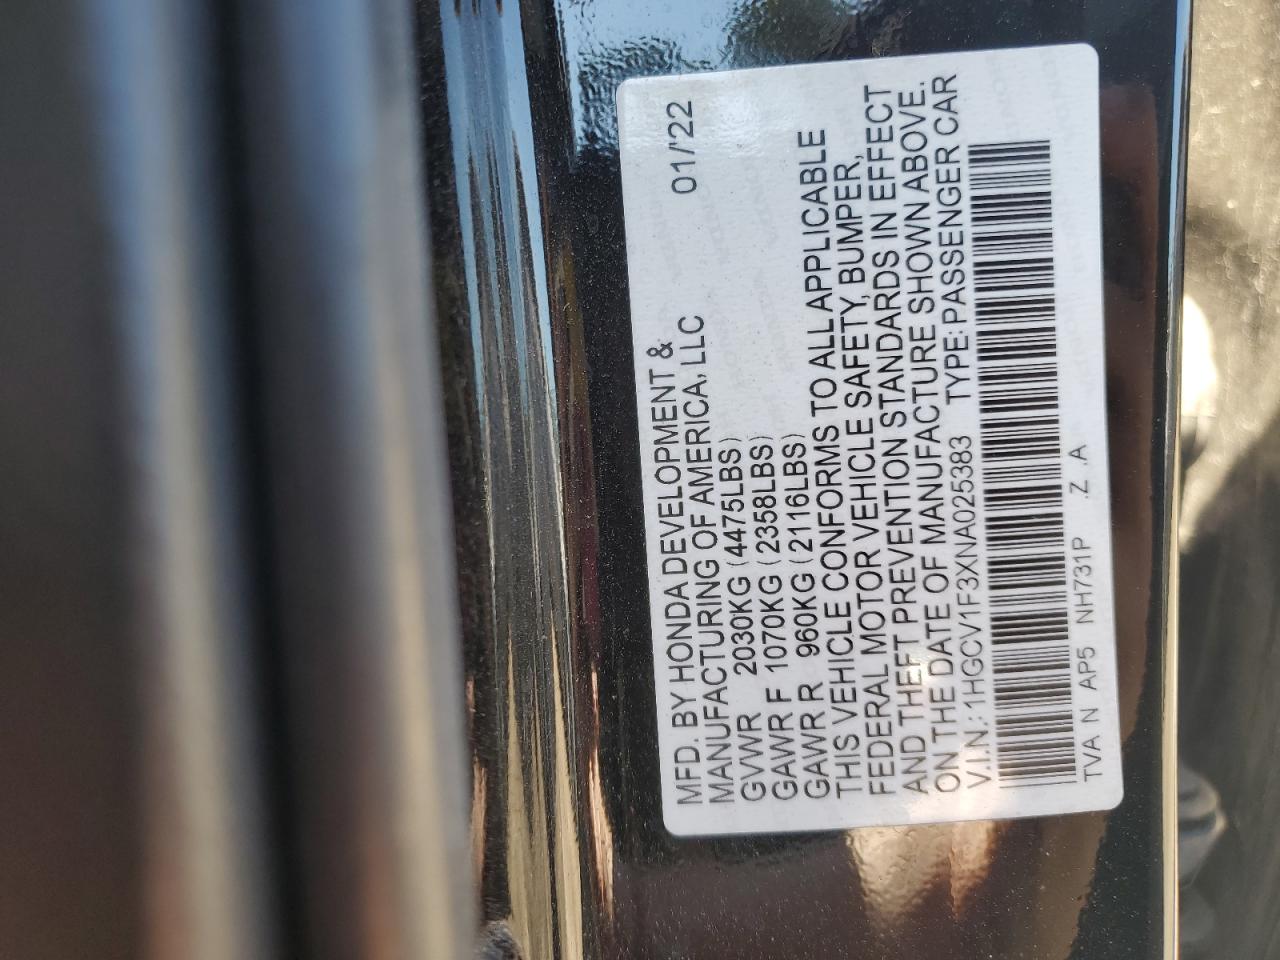 MFD. BY HONDA DEVELOPMENT &
MANUFACTURING OF AMERICA, LLC 01/'22
GVWR 2030KG (4475LBS)
GAWR F 1070KG (2358LBS)
GAWR R 960KG (2116LBS)
THIS VEHICLE CONFORMS TO ALL APPLICABLE
FEDERAL MOTOR VEHICLE SAFETY, BUMPER,
AND THEFT PREVENTION STANDARDS IN EFFECT
ON THE DATE OF MANUFACTURE SHOWN ABOVE.
V.I.N.: 1HGCV1F3XNA025383 TYPE: PASSENGER CAR
TVA N AP5 NH731P .Z .A